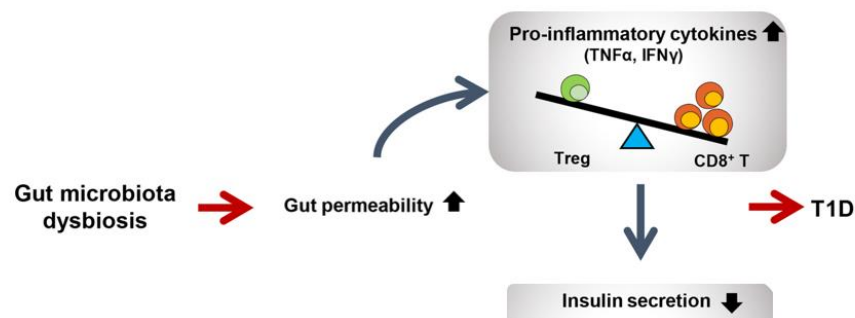 Pro-inflammatory cytokines
(TNFα, IFNγ)
Treg
CD8⁺ T
Gut microbiota
dysbiosis
Gut permeability
T1D
Insulin secretion